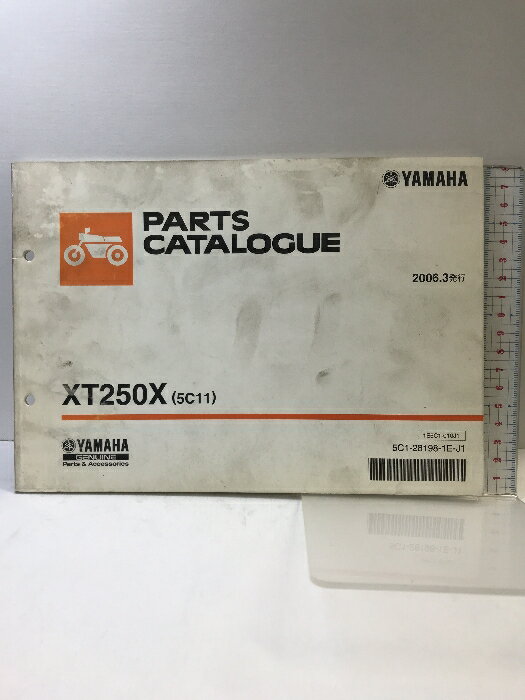 YAMAHA
PARTS
CATALOGUE
2006.3発行
XT250X (5C11)
YAMAHA
GENUINE
Parts & Accessories
5C1-28198-1E-J1